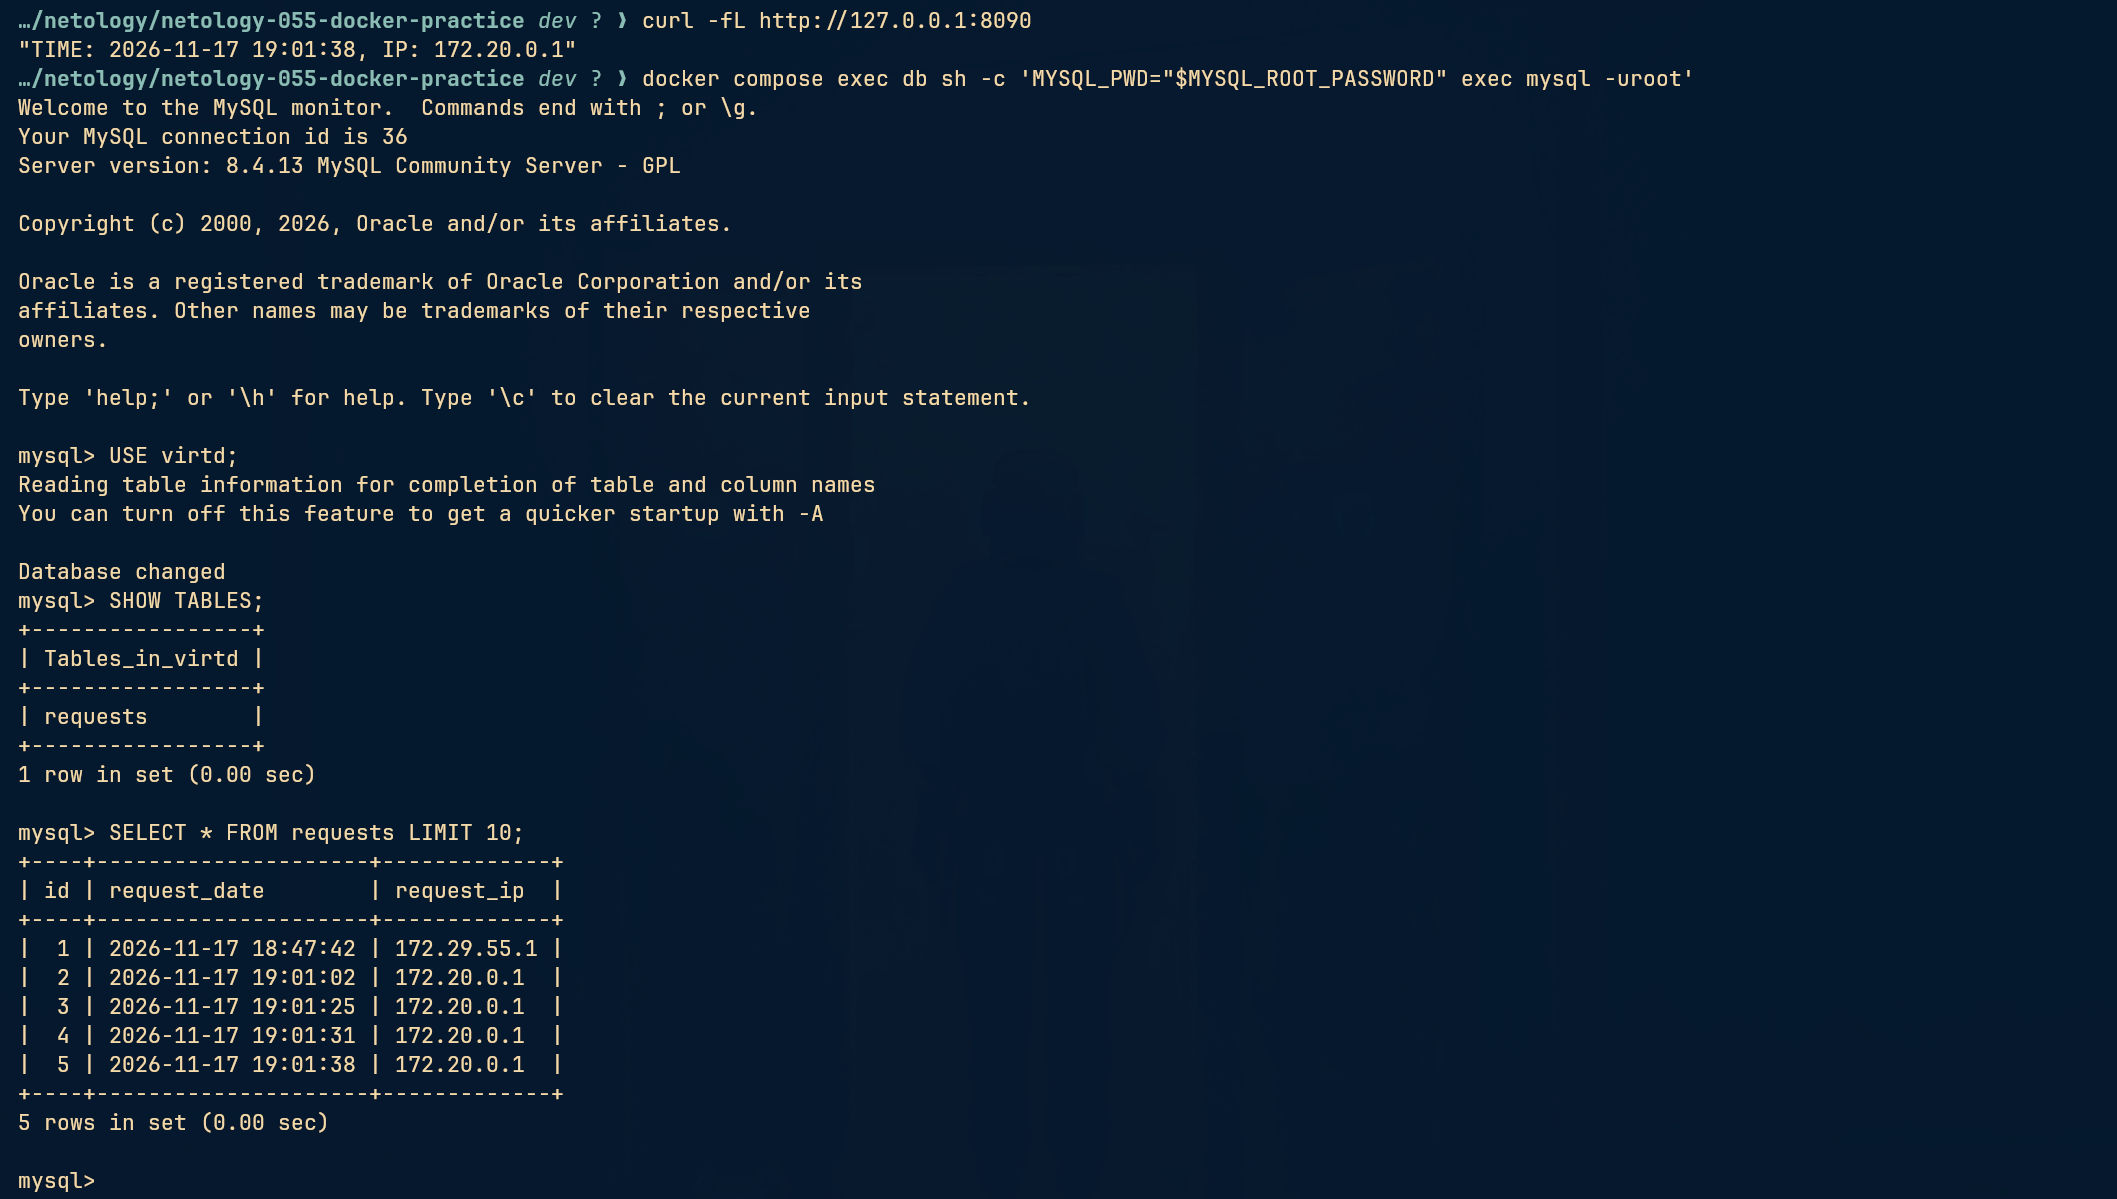 …/netology/netology-055-docker-practice dev ? ❱ curl -fL http://127.0.0.1:8090
"TIME: 2026-11-17 19:01:38, IP: 172.20.0.1"
…/netology/netology-055-docker-practice dev ? ❱ docker compose exec db sh -c 'MYSQL_PWD="$MYSQL_ROOT_PASSWORD" exec mysql -uroot'
Welcome to the MySQL monitor.  Commands end with ; or \g.
Your MySQL connection id is 36
Server version: 8.4.13 MySQL Community Server - GPL

Copyright (c) 2000, 2026, Oracle and/or its affiliates.

Oracle is a registered trademark of Oracle Corporation and/or its
affiliates. Other names may be trademarks of their respective
owners.

Type 'help;' or '\h' for help. Type '\c' to clear the current input statement.

mysql> USE virtd;
Reading table information for completion of table and column names
You can turn off this feature to get a quicker startup with -A

Database changed
mysql> SHOW TABLES;
+-----------------+
| Tables_in_virtd |
+-----------------+
| requests        |
+-----------------+
1 row in set (0.00 sec)

mysql> SELECT * FROM requests LIMIT 10;
+----+---------------------+-------------+
| id | request_date        | request_ip  |
+----+---------------------+-------------+
|  1 | 2026-11-17 18:47:42 | 172.29.55.1 |
|  2 | 2026-11-17 19:01:02 | 172.20.0.1  |
|  3 | 2026-11-17 19:01:25 | 172.20.0.1  |
|  4 | 2026-11-17 19:01:31 | 172.20.0.1  |
|  5 | 2026-11-17 19:01:38 | 172.20.0.1  |
+----+---------------------+-------------+
5 rows in set (0.00 sec)

mysql>